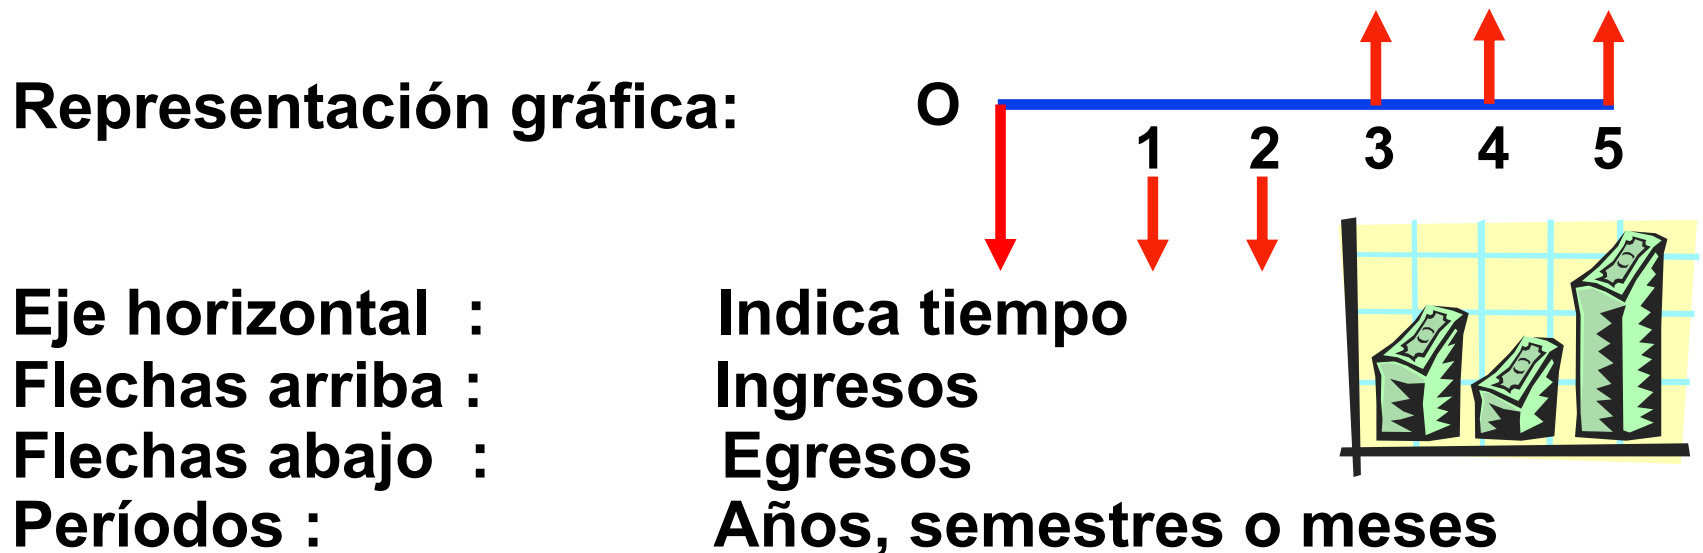 Representación gráfica: O
1 2 3 4 5
Eje horizontal : Indica tiempo
Flechas arriba : Ingresos
Flechas abajo : Egresos
Períodos : Años, semestres o meses